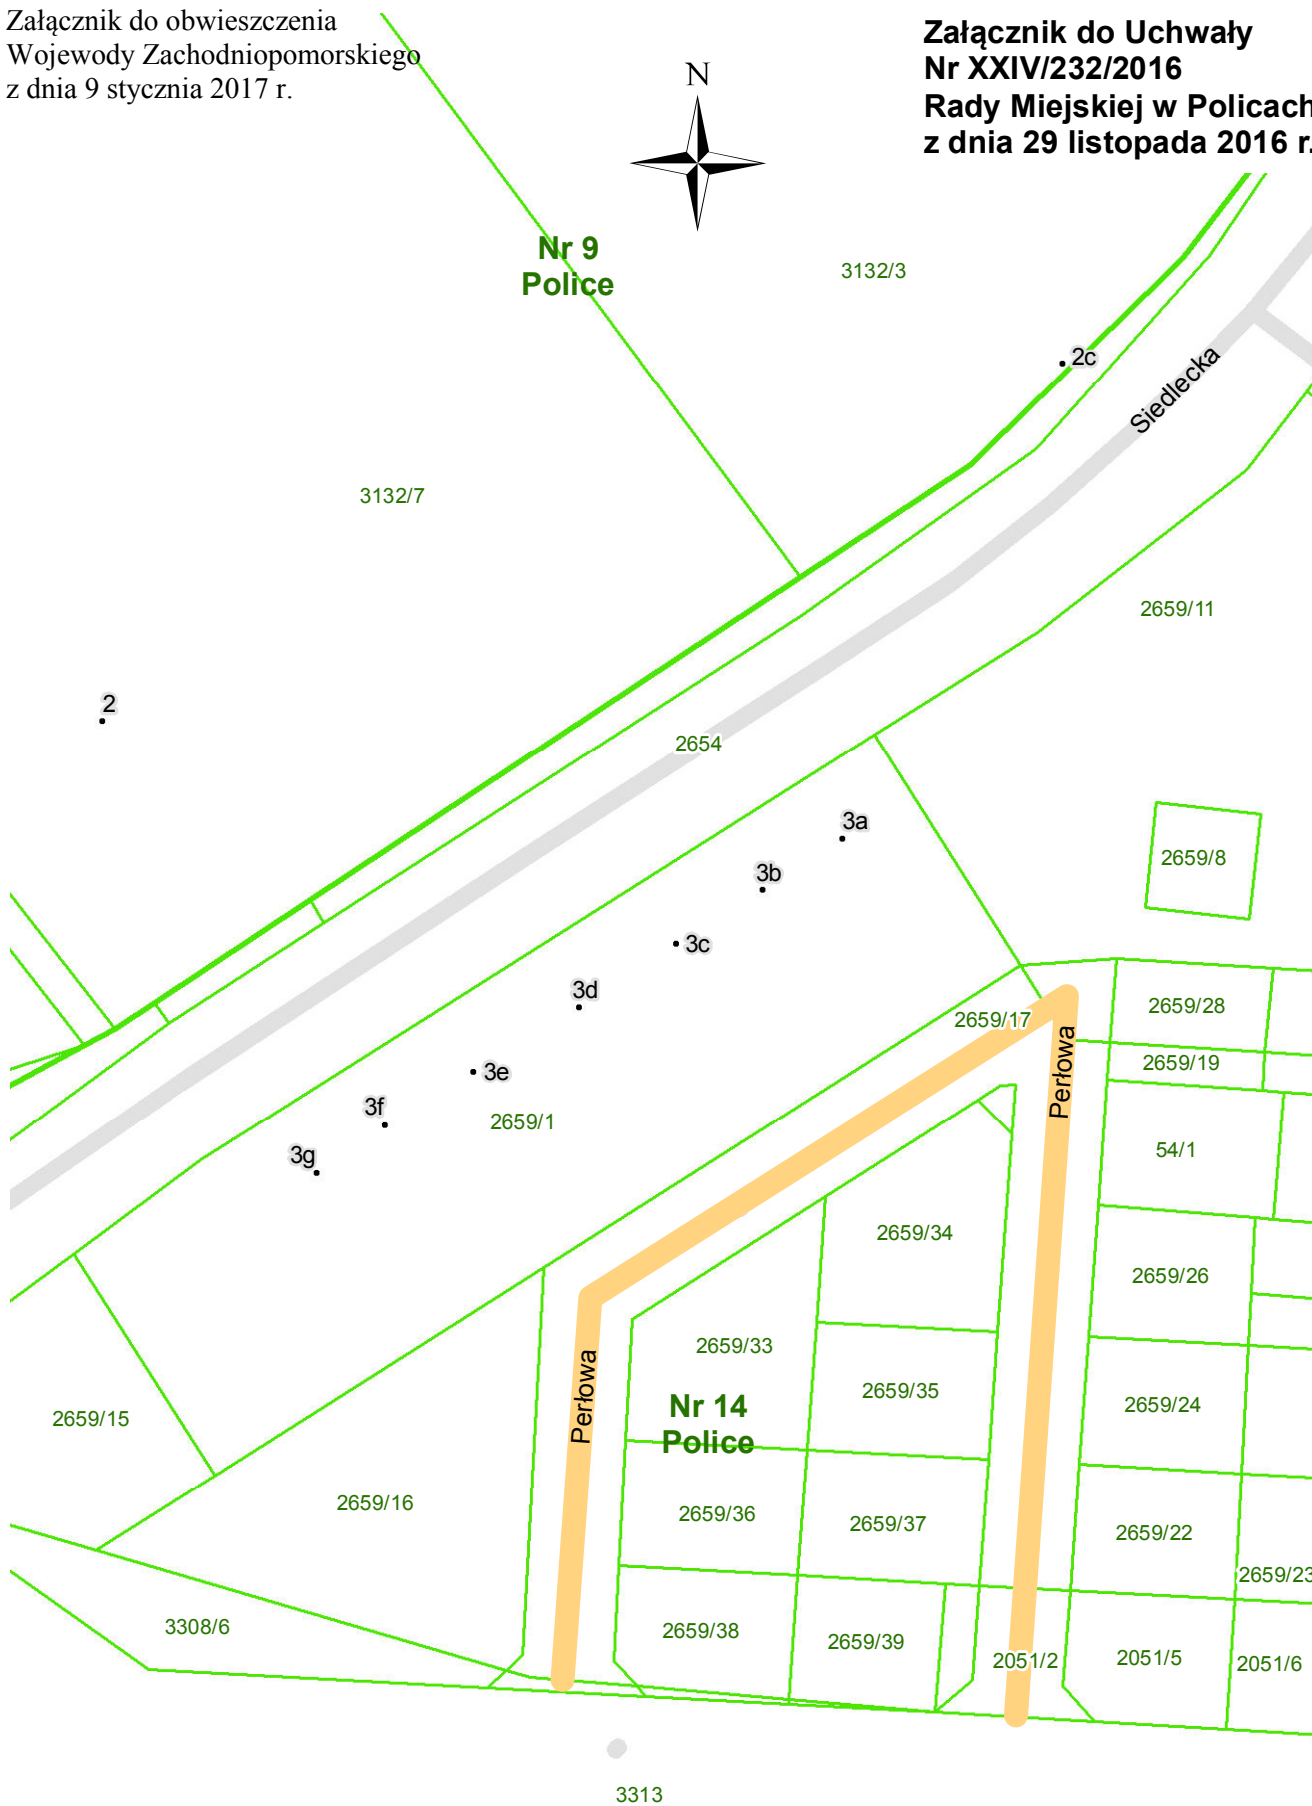 Załącznik do obwieszczenia
Wojewody Zachodniopomorskiego
z dnia 9 stycznia 2017 r.
Załącznik do Uchwały
Nr XXIV/232/2016
Rady Miejskiej w Policach
z dnia 29 listopada 2016 r.
N
Nr 9
Police
3132/3
2c
Siedlecka
3132/7
2659/11
2
2654
3a
2659/8
3b
3c
3d
2659/28
2659/17
Perłowa
2659/19
3e
3f
2659/1
54/1
3g
2659/34
2659/26
2659/33
Perłowa
2659/35
Nr 14
Police
2659/24
2659/15
2659/16
2659/36
2659/37
2659/22
2659/23
3308/6
2659/38
2659/39
2051/2
2051/5
2051/6
3313